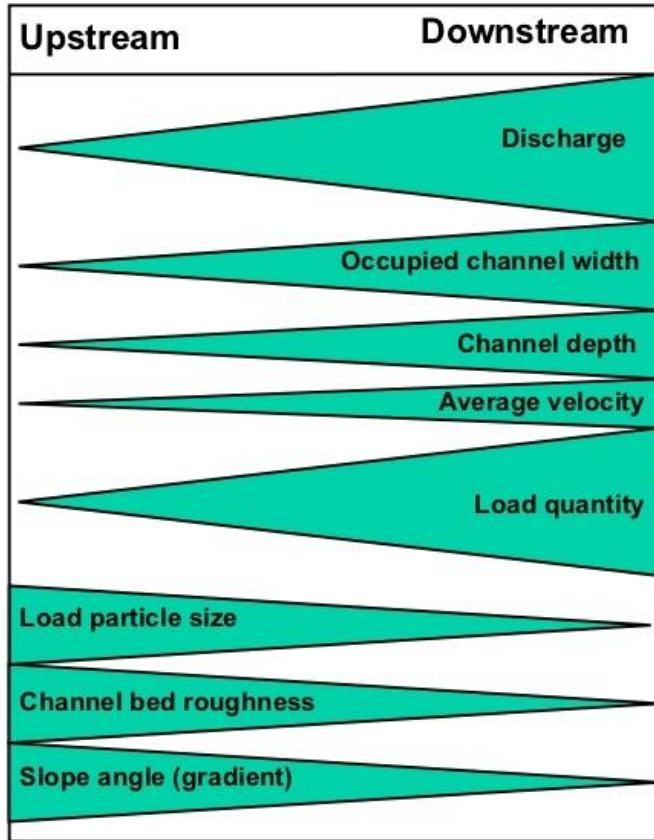 Upstream
Downstream
Discharge
Occupied channel width
Channel depth
Average velocity
Load quantity
Load particle size
Channel bed roughness
Slope angle (gradient)